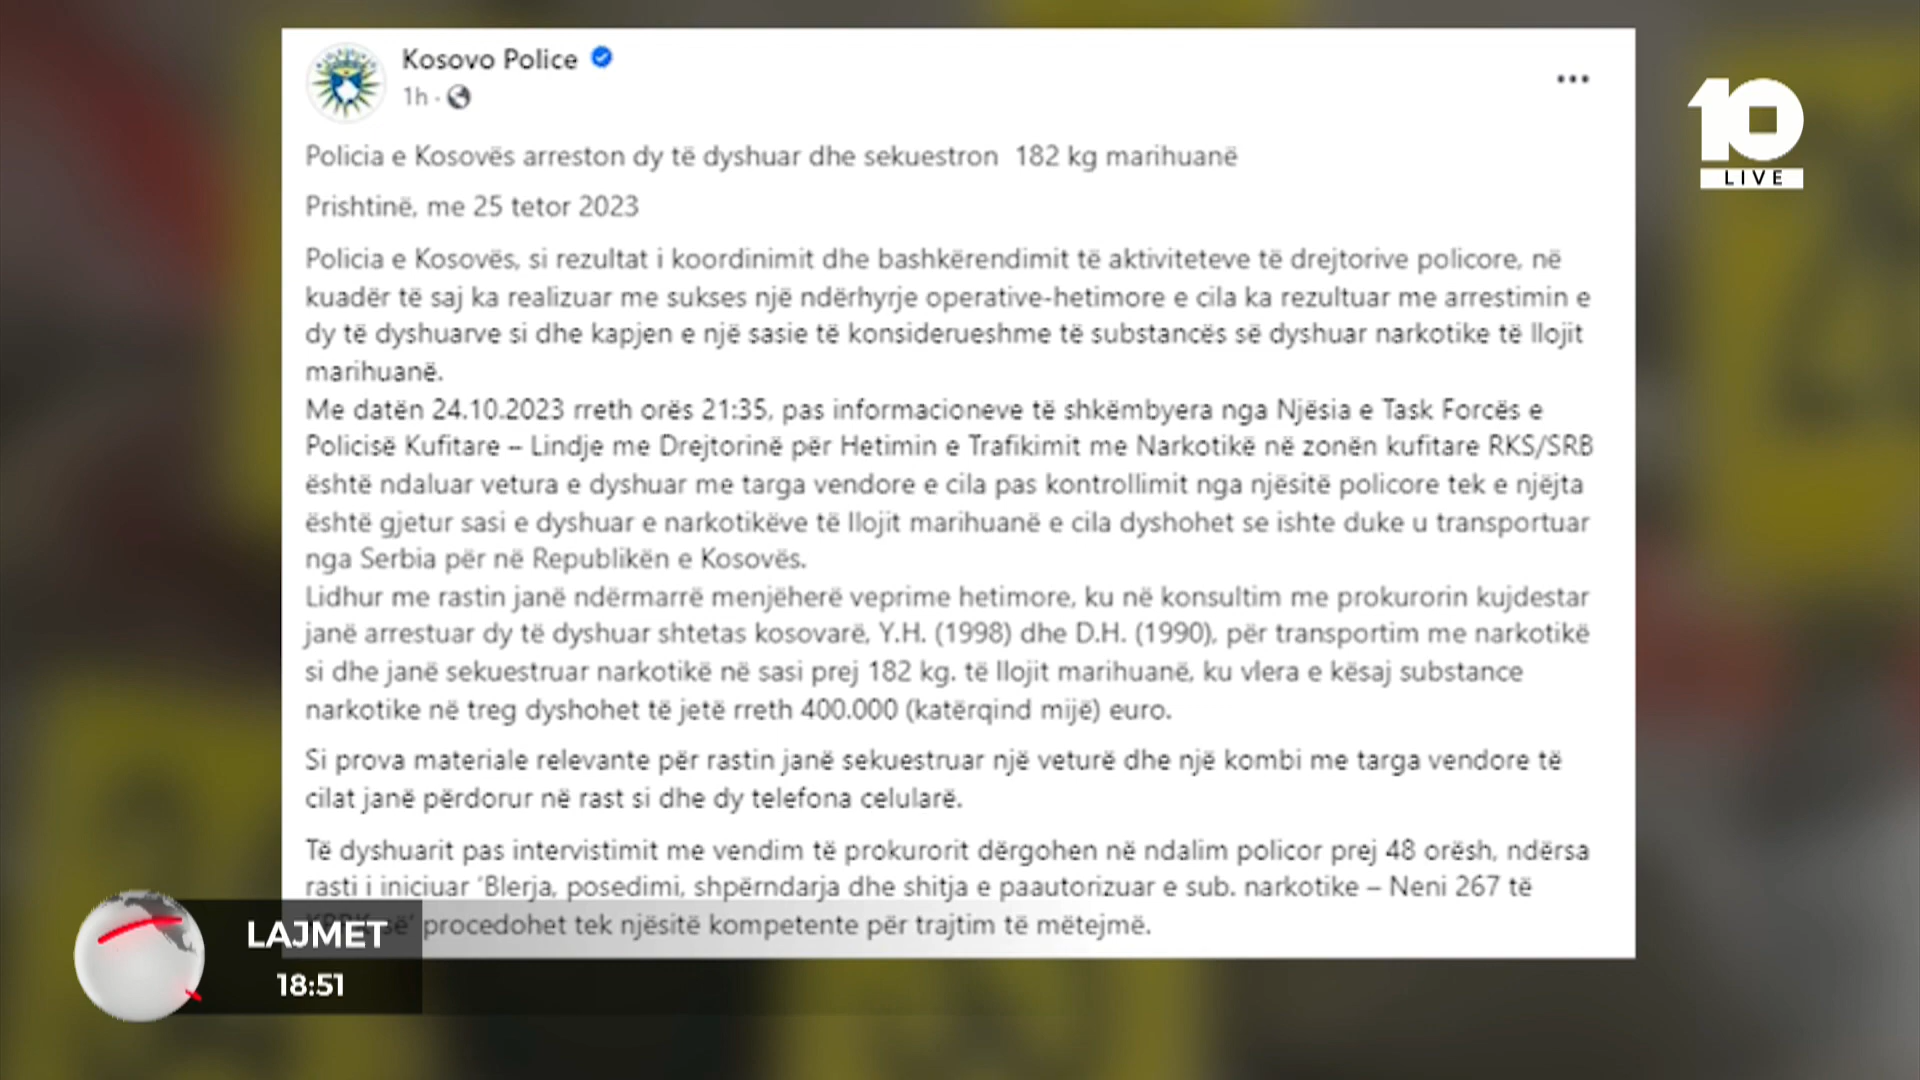 Kosovo Police
1h ·
10
LIVE
Policia e Kosovës arreston dy të dyshuar dhe sekuestron 182 kg marihuanë
Prishtinë, me 25 tetor 2023
Policia e Kosovës, si rezultat i koordinimit dhe bashkërendimit të aktiviteteve të drejtorive policore, në
kuadër të saj ka realizuar me sukses një ndërhyrje operative-hetimore e cila ka rezultuar me arrestimin e
dy të dyshuarve si dhe kapjen e një sasie të konsiderueshme të substancës së dyshuar narkotike të llojit
marihuanë.
Me datën 24.10.2023 rreth orës 21:35, pas informacioneve të shkëmbyera nga Njësia e Task Forcës e
Policisë Kufitare – Lindje me Drejtorinë për Hetimin e Trafikimit me Narkotikë në zonën kufitare RKS/SRB
është ndaluar vetura e dyshuar me targa vendore e cila pas kontrollimit nga njësitë policore tek e njëjta
është gjetur sasi e dyshuar e narkotikëve të llojit marihuanë e cila dyshohet se ishte duke u transportuar
nga Serbia për në Republikën e Kosovës.
Lidhur me rastin janë ndërmarrë menjëherë veprime hetimore, ku në konsultim me prokurorin kujdestar
janë arrestuar dy të dyshuar shtetas kosovarë, Y.H. (1998) dhe D.H. (1990), për transportim me narkotikë
si dhe janë sekuestruar narkotikë në sasi prej 182 kg. të llojit marihuanë, ku vlera e kësaj substance
narkotike në treg dyshohet të jetë rreth 400.000 (katërqind mijë) euro.
Si prova materiale relevante për rastin janë sekuestruar një veturë dhe një kombi me targa vendore të
cilat janë përdorur në rast si dhe dy telefona celularë.
Të dyshuarit pas intervistimit me vendim të prokurorit dërgohen në ndalim policor prej 48 orësh, ndërsa
rasti i iniciuar ‘Blerja, posedimi, shpërndarja dhe shitja e paautorizuar e sub. narkotike – Neni 267 të
procedohet tek njësitë kompetente për trajtim të mëtejmë.
LAJMET
18:51